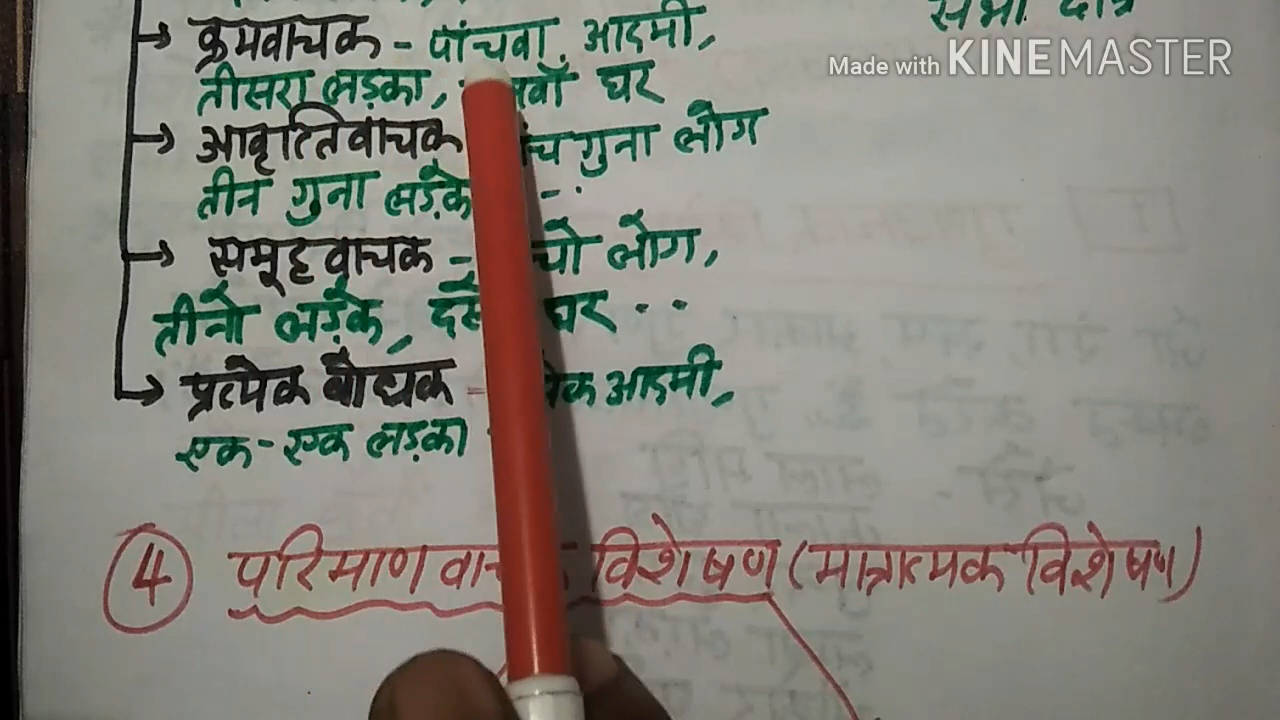 सभी छात्र
Made with KINEMASTER
→ क्रमवाचक - पांचवा, आदमी,
तीसरा लड़का, घर
→ आवृत्तिवाचक गुना लोग
तीन गुना लड़के - .
→ समूहवाचक - लोग,
तीनो लड़के, घर . .
→ प्रत्येक बोधक - आदमी,
एक-एक लड़का
4 परिमाण विशेषण (मात्रात्मक विशेषण)